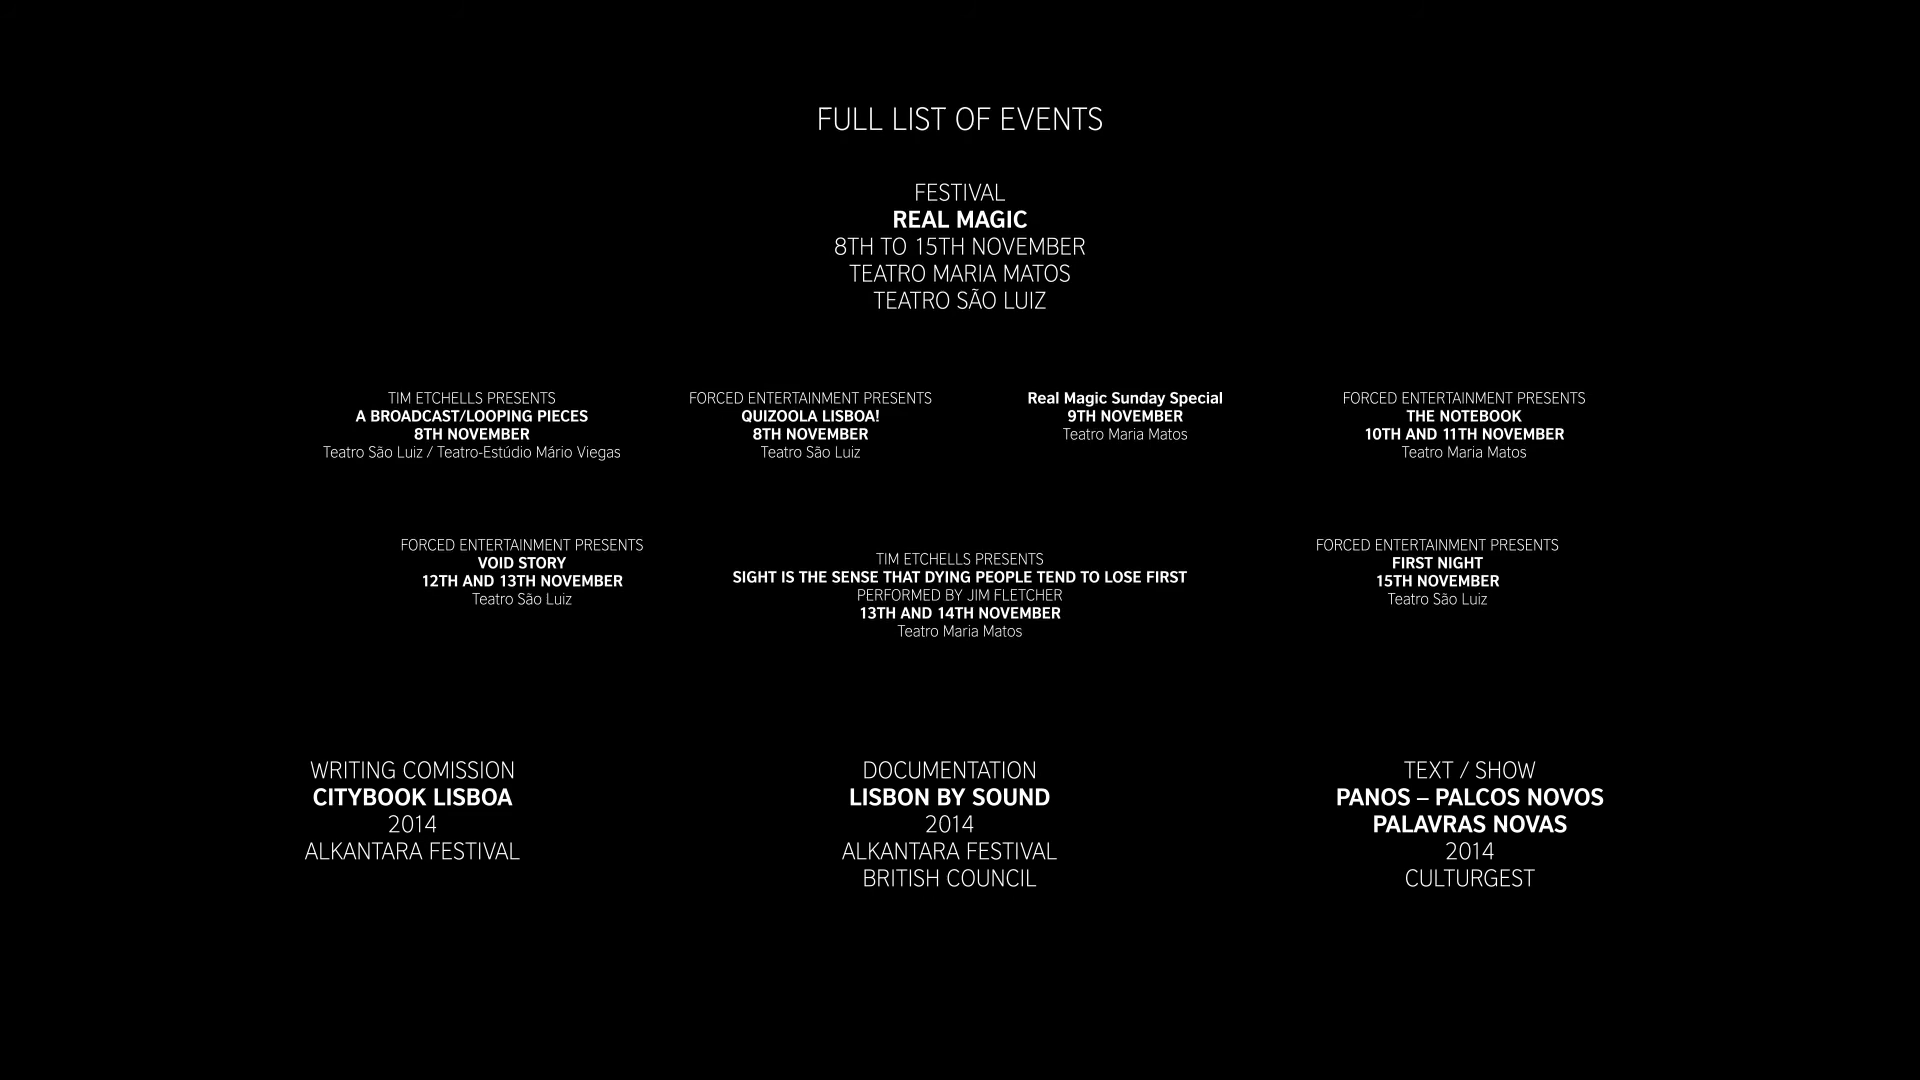 FULL LIST OF EVENTS
FESTIVAL
REAL MAGIC
8TH TO 15TH NOVEMBER
TEATRO MARIA MATOS
TEATRO SÃO LUIZ
TIM ETCHELLS PRESENTS
A BROADCAST/LOOPING PIECES
8TH NOVEMBER
Teatro São Luiz / Teatro-Estúdio Mário Viegas
FORCED ENTERTAINMENT PRESENTS
QUIZOOLA LISBOA!
8TH NOVEMBER
Teatro São Luiz
Real Magic Sunday Special
9TH NOVEMBER
Teatro Maria Matos
FORCED ENTERTAINMENT PRESENTS
THE NOTEBOOK
10TH AND 11TH NOVEMBER
Teatro Maria Matos
FORCED ENTERTAINMENT PRESENTS
VOID STORY
12TH AND 13TH NOVEMBER
Teatro São Luiz
TIM ETCHELLS PRESENTS
SIGHT IS THE SENSE THAT DYING PEOPLE TEND TO LOSE FIRST
PERFORMED BY JIM FLETCHER
13TH AND 14TH NOVEMBER
Teatro Maria Matos
FORCED ENTERTAINMENT PRESENTS
FIRST NIGHT
15TH NOVEMBER
Teatro São Luiz
WRITING COMISSION
CITYBOOK LISBOA
2014
ALKANTARA FESTIVAL
DOCUMENTATION
LISBON BY SOUND
2014
ALKANTARA FESTIVAL
BRITISH COUNCIL
TEXT / SHOW
PANOS – PALCOS NOVOS
PALAVRAS NOVAS
2014
CULTURGEST